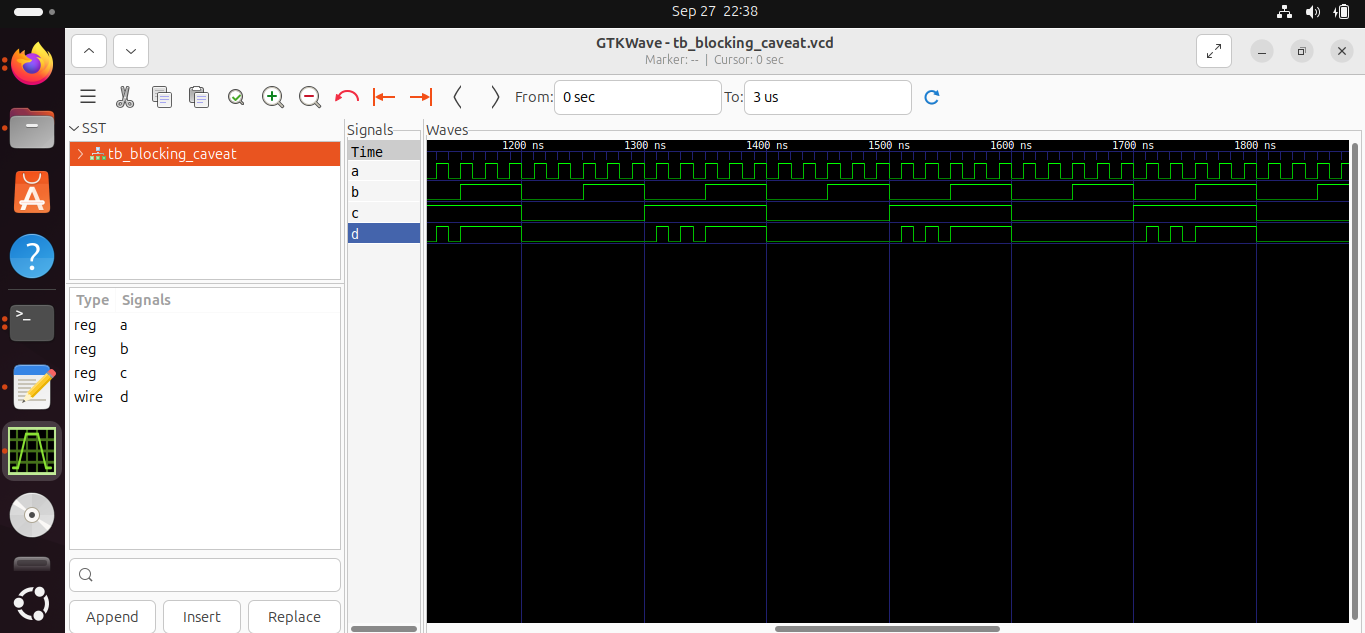 Sep 27 22:38
GTKWave - tb_blocking_caveat.vcd
Marker: -- | Cursor: 0 sec
From: 0 sec To: 3 us
SST
tb_blocking_caveat
Type Signals
reg a
reg b
reg c
wire d
Append Insert Replace
Signals
Time
a
b
c
d
Waves
1200 ns 1300 ns 1400 ns 1500 ns 1600 ns 1700 ns 1800 ns